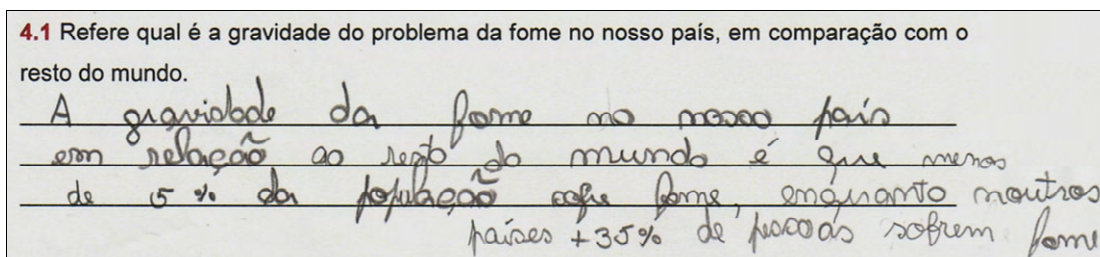 4.1 Refere qual é a gravidade do problema da fome no nosso país, em comparação com o
resto do mundo.
A gravidade da fome no nosso país
em relação ao resto do mundo é que menos
de 5 % da população sofre fome, enquanto noutros
países +35% de pessoas sofrem fome